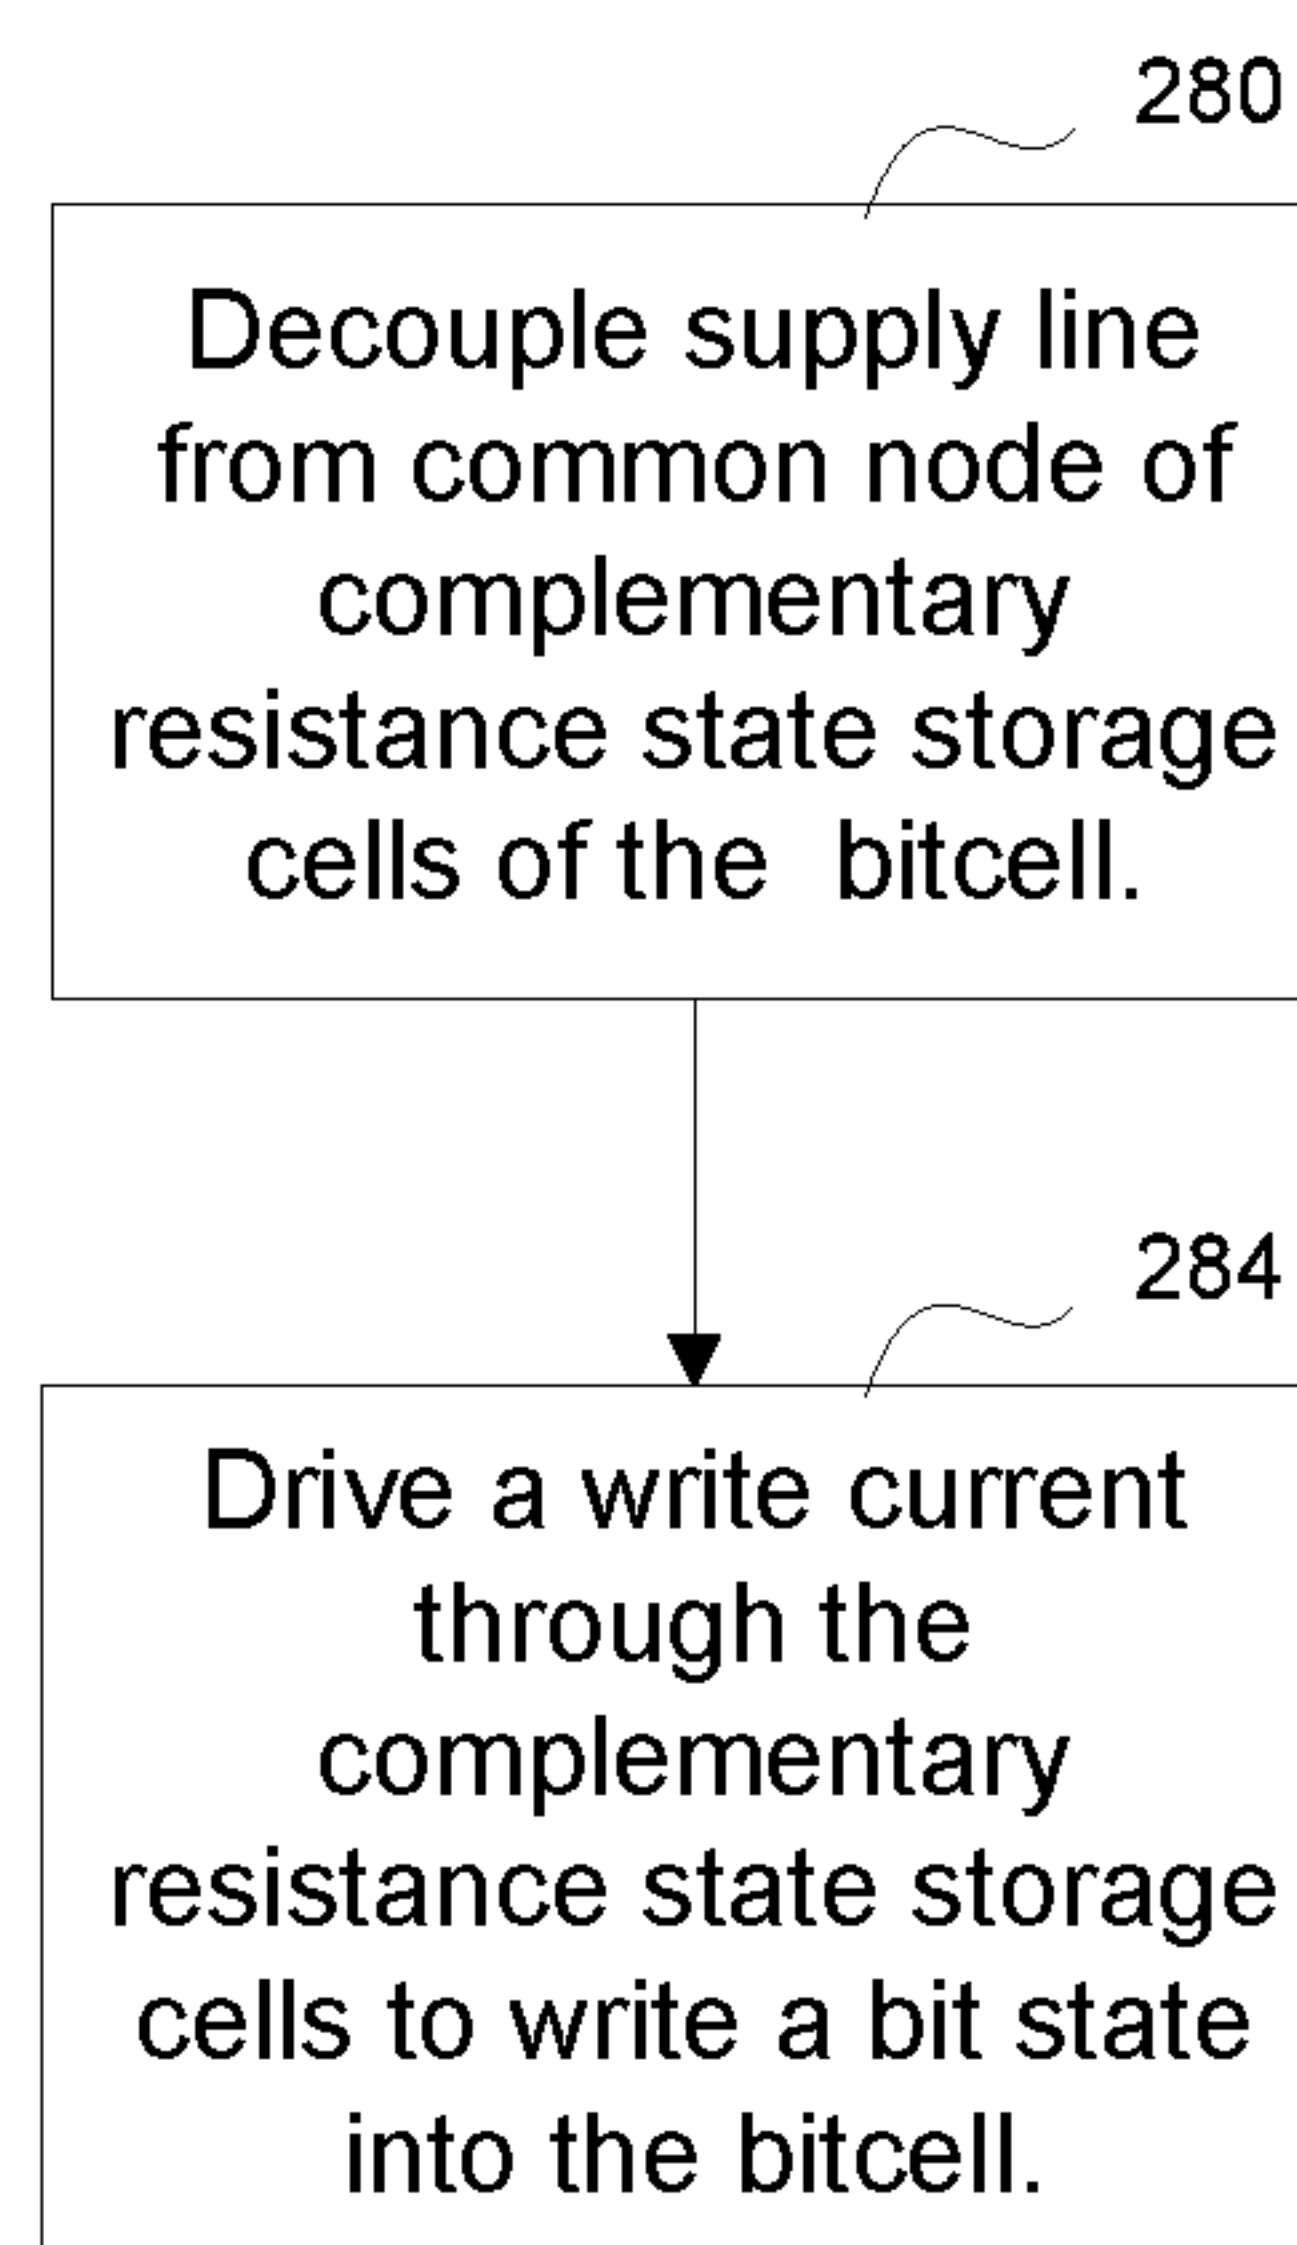 280
Decouple supply line
from common node of
complementary
resistance state storage
cells of the bitcell.
284
Drive a write current
through the
complementary
resistance state storage
cells to write a bit state
into the bitcell.